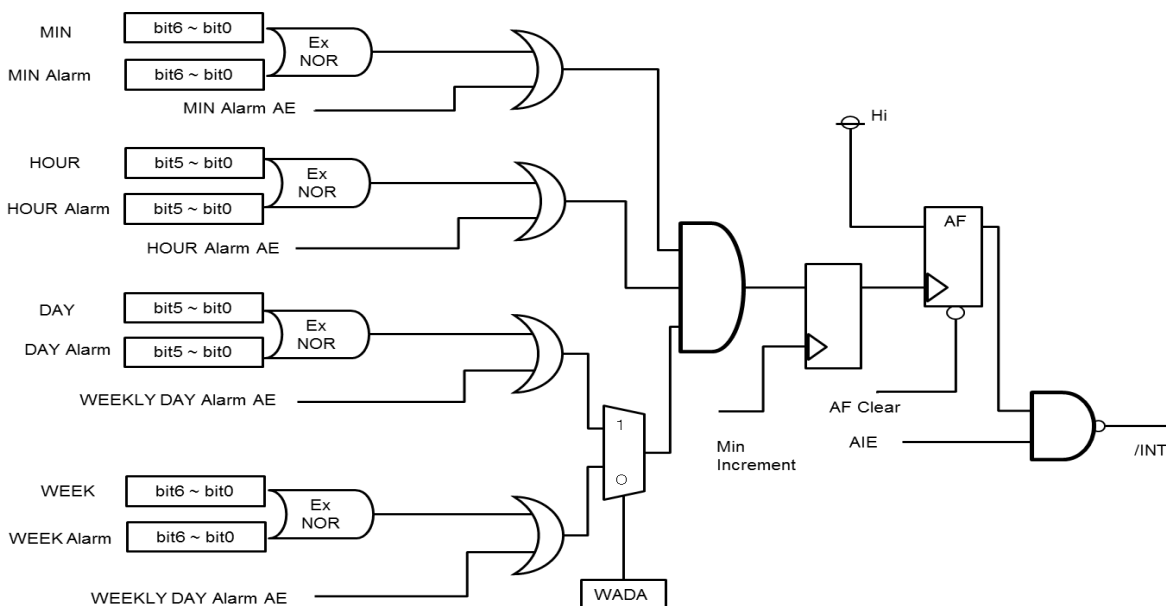 MIN
bit6 ~ bit0
Ex
NOR
MIN Alarm
bit6 ~ bit0
MIN Alarm AE
Hi
HOUR
bit5 ~ bit0
Ex
NOR
HOUR Alarm
bit5 ~ bit0
HOUR Alarm AE
AF
DAY
bit5 ~ bit0
Ex
NOR
DAY Alarm
bit5 ~ bit0
WEEKLY DAY Alarm AE
1
0
Min
Increment
AF Clear
AIE
/INT
WEEK
bit6 ~ bit0
Ex
NOR
WEEK Alarm
bit6 ~ bit0
WEEKLY DAY Alarm AE
WADA